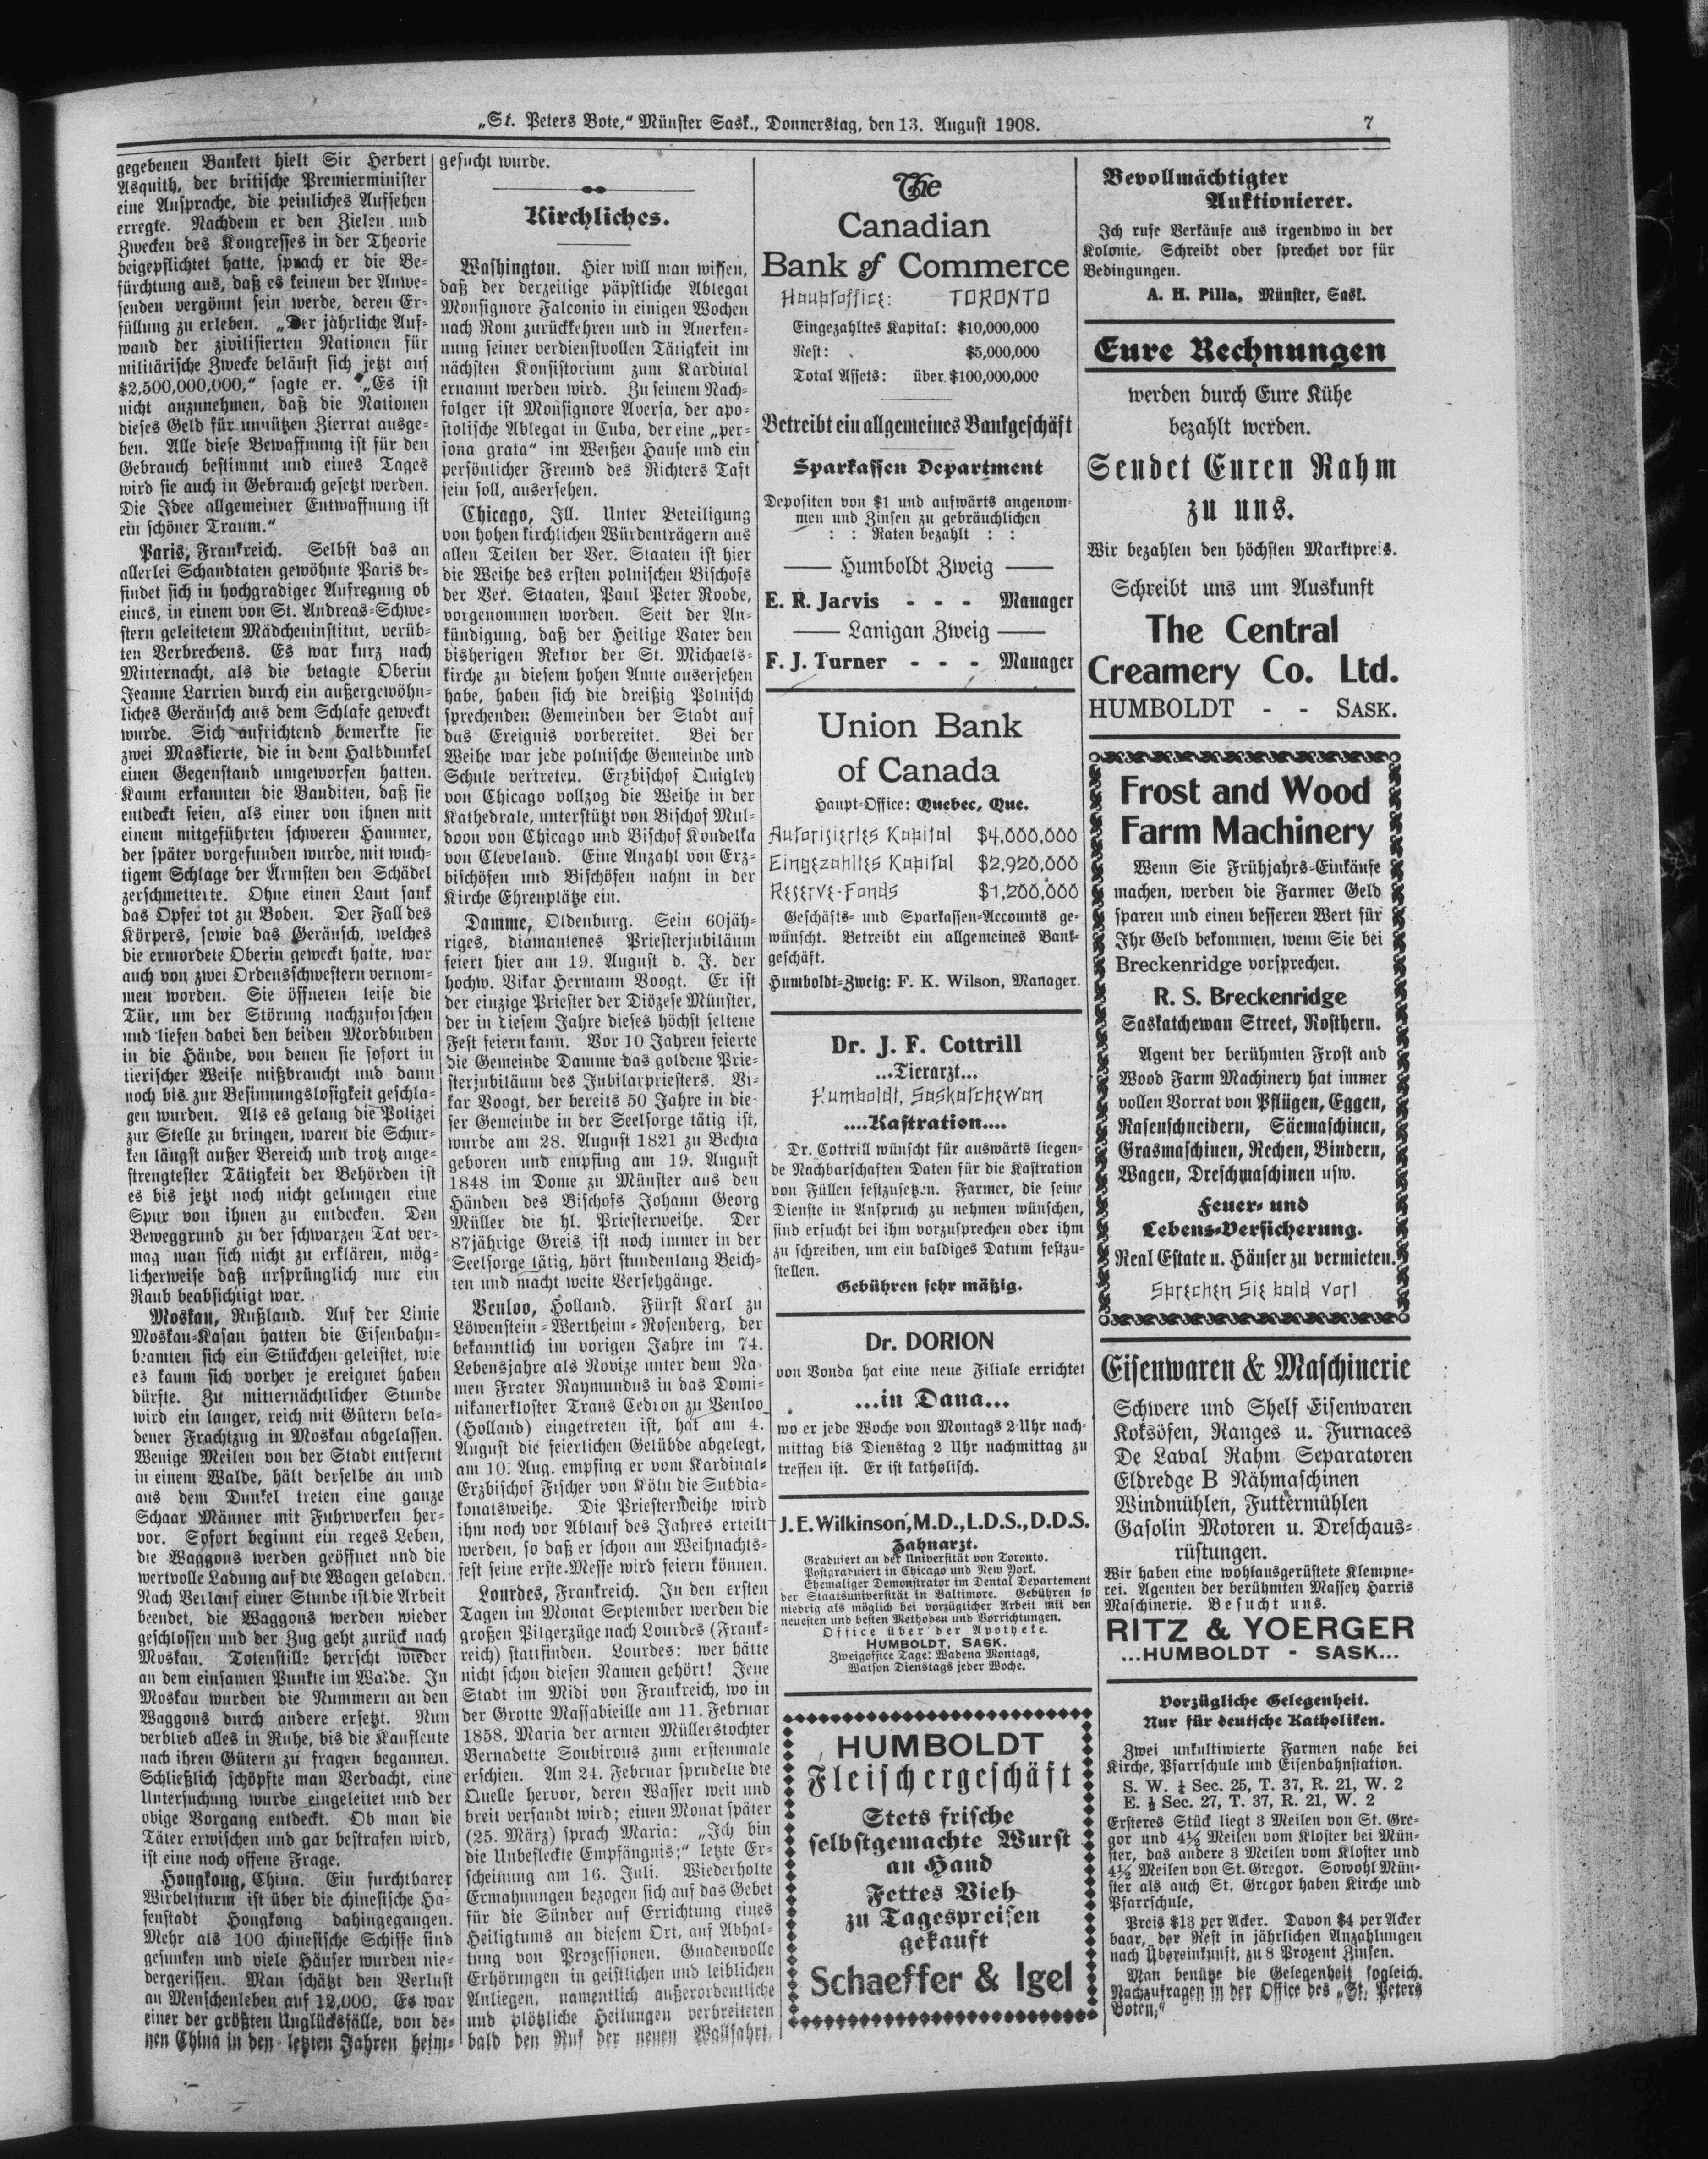 „St. Peters Bote,“ Münster Sask., Donnerstag, den 13. August 1908.
7
gegebenen Bankett hielt Sir Herbert
Asquith, der britische Premierminister
eine Ansprache, die peinliches Aufsehen
erregte. Nachdem er den Zielen und
Zwecken des Kongresses in der Theorie
beigepflichtet hatte, sprach er die Be-
fürchtung aus, daß es keinem der Anwe-
senden vergönnt sein werde, deren Er-
füllung zu erleben. „Der jährliche Auf-
wand der zivilisierten Nationen für
militärische Zwecke beläuft sich jetzt auf
$2,500,000,000,“ sagte er. „Es ist
nicht anzunehmen, daß die Nationen
dieses Geld für unnützen Zierrat ausge-
ben. Alle diese Bewaffnung ist für den
Gebrauch bestimmt und eines Tages
wird sie auch in Gebrauch gesetzt werden.
Die Idee allgemeiner Entwaffnung ist
ein schöner Traum.“
Paris, Frankreich. Selbst das an
allerlei Schandtaten gewöhnte Paris be-
findet sich in hochgradiger Aufregung ob
eines, in einem von St. Andreas-Schwe-
stern geleitetem Mädcheninstitut, verüb-
ten Verbrechens. Es war kurz nach
Mitternacht, als die betagte Oberin
Jeanne Larrien durch ein außergewöhn-
liches Geräusch aus dem Schlafe geweckt
wurde. Sich aufrichtend bemerkte sie
zwei Maskierte, die in dem Halbdunkel
einen Gegenstand umgeworfen hatten.
Kaum erkannten die Banditen, daß sie
entdeckt seien, als einer von ihnen mit
einem mitgeführten schweren Hammer,
der später vorgefunden wurde, mit wuch-
tigem Schlage der Armsten den Schädel
zerschmetterte. Ohne einen Laut sank
das Opfer tot zu Boden. Der Fall des
Körpers, sowie das Geräusch, welches
die ermordete Oberin geweckt hatte, war
auch von zwei Ordensschwestern vernom-
men worden. Sie öffneten leise die
Tür, um der Störung nachzuforschen
und liefen dabei den beiden Mordbuben
in die Hände, von denen sie sofort in
tierischer Weise mißbraucht und dann
noch bis zur Besinnungslosigkeit geschla-
gen wurden. Als es gelang die Polizei
zur Stelle zu bringen, waren die Schur-
ken längst außer Bereich und trotz ange-
strengtester Tätigkeit der Behörden ist
es bis jetzt noch nicht gelungen eine
Spur von ihnen zu entdecken. Den
Beweggrund zu der schwarzen Tat ver-
mag man sich nicht zu erklären, mög-
licherweise daß ursprünglich nur ein
Raub beabsichtigt war.
Moskau, Rußland. Auf der Linie
Moskau-Kasan hatten die Eisenbahn-
beamten sich ein Stückchen geleistet, wie
es kaum sich vorher je ereignet haben
dürfte. Zu mitternächtlicher Stunde
wird ein langer, reich mit Gütern bela-
dener Frachtzug in Moskau abgelassen.
Wenige Meilen von der Stadt entfernt
in einem Walde, hält derselbe an und
aus dem Dunkel treten eine ganze
Schaar Männer mit Fuhrwerken her-
vor. Sofort beginnt ein reges Leben,
die Waggons werden geöffnet und die
wertvolle Ladung auf die Wagen geladen.
Nach Verlauf einer Stunde ist die Arbeit
beendet, die Waggons werden wieder
geschlossen und der Zug geht zurück nach
Moskau. Totenstille herrscht wieder
an dem einsamen Punkte im Walde. In
Moskau wurden die Nummern an den
Waggons durch andere ersetzt. Nun
verblieb alles in Ruhe, bis die Kaufleute
nach ihren Gütern zu fragen begannen.
Schließlich schöpfte man Verdacht, eine
Untersuchung wurde eingeleitet und der
obige Vorgang entdeckt. Ob man die
Täter erwischen und gar bestrafen wird,
ist eine noch offene Frage.
Hongkong, China. Ein furchtbarer
Wirbelsturm ist über die chinesische Ha-
fenstadt Hongkong dahingegangen.
Mehr als 100 chinesische Schiffe sind
gesunken und viele Häuser wurden nie-
dergerissen. Man schätzt den Verlust
an Menschenleben auf 12,000. Es war
einer der größten Unglücksfälle, von de-
nen China in den letzten Jahren heim-
gesucht wurde.
Kirchliches.
Washington. Hier will man wissen,
daß der derzeitige päpstliche Ablegat
Monsignore Falconio in einigen Wochen
nach Rom zurückkehren und in Anerken-
nung seiner verdienstvollen Tätigkeit im
nächsten Konsistorium zum Kardinal
ernannt werden wird. Zu seinem Nach-
folger ist Monsignore Aversa, der apo-
stolische Ablegat in Cuba, der eine „per-
sona grata“ im Weißen Hause und ein
persönlicher Freund des Richters Taft
sein soll, ausersehen.
Chicago, Ill. Unter Beteiligung
von hohen kirchlichen Würdenträgern aus
allen Teilen der Ver. Staaten ist hier
die Weihe des ersten polnischen Bischofs
der Ver. Staaten, Paul Peter Roode,
vorgenommen worden. Seit der An-
kündigung, daß der Heilige Vater den
bisherigen Rektor der St. Michaels-
kirche zu diesem hohen Amte ausersehen
habe, haben sich die dreißig Polnisch
sprechenden Gemeinden der Stadt auf
das Ereignis vorbereitet. Bei der
Weihe war jede polnische Gemeinde und
Schule vertreten. Erzbischof Quigley
von Chicago vollzog die Weihe in der
Kathedrale, unterstützt von Bischof Mul-
doon von Chicago und Bischof Koudelka
von Cleveland. Eine Anzahl von Erz-
bischöfen und Bischöfen nahm in der
Kirche Ehrenplätze ein.
Damme, Oldenburg. Sein 60jäh-
riges, diamantenes Priesterjubiläum
feiert hier am 19. August d. J. der
hochw. Vikar Hermann Voogt. Er ist
der einzige Priester der Diözese Münster,
der in diesem Jahre dieses höchst seltene
Fest feiern kann. Vor 10 Jahren feierte
die Gemeinde Damme das goldene Prie-
sterjubiläum des Jubilarpriesters. Vi-
kar Voogt, der bereits 50 Jahre in die-
ser Gemeinde in der Seelsorge tätig ist,
wurde am 28. August 1821 zu Vechta
geboren und empfing am 19. August
1848 im Dome zu Münster aus den
Händen des Bischofs Johann Georg
Müller die hl. Priesterweihe. Der
87jährige Greis ist noch immer in der
Seelsorge tätig, hört stundenlang Beich-
ten und macht weite Versehgänge.
Venloo, Holland. Fürst Karl zu
Löwenstein-Wertheim-Rosenberg, der
bekanntlich im vorigen Jahre im 74.
Lebensjahre als Novize unter dem Na-
men Frater Raymundus in das Domi-
nikanerkloster Trans Cedron zu Venloo
(Holland) eingetreten ist, hat am 4.
August die feierlichen Gelübde abgelegt,
am 10. Aug. empfing er vom Kardinal-
Erzbischof Fischer von Köln die Subdia-
konatsweihe. Die Priesterweihe wird
ihm noch vor Ablauf des Jahres erteilt
werden, so daß er schon am Weihnachts-
fest seine erste Messe wird feiern können.
Lourdes, Frankreich. In den ersten
Tagen im Monat September werden die
großen Pilgerzüge nach Lourdes (Frank-
reich) stattfinden. Lourdes: wer hätte
nicht schon diesen Namen gehört! Jene
Stadt im Midi von Frankreich, wo in
der Grotte Massabieille am 11. Februar
1858. Maria der armen Müllerstochter
Bernadette Soubirous zum erstenmale
erschien. Am 24. Februar sprudelte die
Quelle hervor, deren Wasser weit und
breit versandt wird; einen Monat später
(25. März) sprach Maria: „Ich bin
die Unbefleckte Empfängnis;“ letzte Er-
scheinung am 16. Juli. Wiederholte
Ermahnungen bezogen sich auf das Gebet
für die Sünder auf Errichtung eines
Heiligtums an diesem Ort, auf Abhal-
tung von Prozessionen. Gnadenvolle
Erhörungen in geistlichen und leiblichen
Anliegen, namentlich außerordentliche
und plötzliche Heilungen verbreiteten
bald den Ruf der neuen Wallfahrt.
The
Canadian
Bank of Commerce
Hauptoffice: TORONTO
Eingezahltes Kapital: $10,000,000
Rest: $5,000,000
Total Assets: über $100,000,000
Betreibt ein allgemeines Bankgeschäft
Sparkassen Department
Depositen von $1 und aufwärts angenom-
men und Zinsen zu gebräuchlichen
: : Raten bezahlt : :
Humboldt Zweig
E. R. Jarvis - - - Manager
Lanigan Zweig
F. J. Turner - - - Manager
Union Bank
of Canada
Haupt-Office: Quebec, Que.
Autorisiertes Kapital $4,000,000
Eingezahltes Kapital $2,920,000
Reserve-Fonds $1,200,000
Geschäfts- und Sparkassen-Accounts ge-
wünscht. Betreibt ein allgemeines Bank-
geschäft.
Humboldt-Zweig: F. K. Wilson, Manager.
Dr. J. F. Cottrill
...Tierarzt...
Humboldt, Saskatchewan
....Kastration....
Dr. Cottrill wünscht für auswärts liegen-
de Nachbarschaften Daten für die Kastration
von Füllen festzusetzen. Farmer, die seine
Dienste in Anspruch zu nehmen wünschen,
sind ersucht bei ihm vorzusprechen oder ihm
zu schreiben, um ein baldiges Datum festzu-
stellen.
Gebühren sehr mäßig.
Dr. DORION
von Vonda hat eine neue Filiale errichtet
...in Dana...
wo er jede Woche von Montags 2 Uhr nach-
mittag bis Dienstag 2 Uhr nachmittag zu
treffen ist. Er ist katholisch.
J. E. Wilkinson, M.D., L.D.S., D.D.S.
Zahnarzt.
Graduiert an der Universität von Toronto.
Postgraduiert in Chicago und New York.
Ehemaliger Demonstrator im Dental Departement
der Staatsuniversität in Baltimore. Gebühren so
niedrig als möglich bei vorzüglicher Arbeit mit den
neuesten und besten Methoden und Vorrichtungen.
Office über der Apotheke.
HUMBOLDT, SASK.
Zweigoffice Tage: Wadena Montags,
Watson Dienstags jeder Woche.
HUMBOLDT
Fleischergeschäft
Stets frische
selbstgemachte Wurst
an Hand
Fettes Vieh
zu Tagespreisen
gekauft
Schaeffer & Igel
Bevollmächtigter
Auktionierer.
Ich rufe Verkäufe aus irgendwo in der
Kolonie. Schreibt oder sprechet vor für
Bedingungen.
A. H. Pilla, Münster, Sask.
Eure Rechnungen
werden durch Eure Kühe
bezahlt werden.
Sendet Euren Rahm
zu uns.
Wir bezahlen den höchsten Marktpreis.
Schreibt uns um Auskunft
The Central
Creamery Co. Ltd.
HUMBOLDT - - SASK.
Frost and Wood
Farm Machinery
Wenn Sie Frühjahrs-Einkäufe
machen, werden die Farmer Geld
sparen und einen besseren Wert für
Ihr Geld bekommen, wenn Sie bei
Breckenridge vorsprechen.
R. S. Breckenridge
Saskatchewan Street, Rosthern.
Agent der berühmten Frost and
Wood Farm Machinery hat immer
vollen Vorrat von Pflügen, Eggen,
Rasenschneidern, Säemaschinen,
Grasmaschinen, Rechen, Bindern,
Wagen, Dreschmaschinen usw.
Feuer- und
Lebens-Versicherung.
Real Estate u. Häuser zu vermieten.
Sprechen Sie bald vor!
Eisenwaren & Maschinerie
Schwere und Shelf Eisenwaren
Koksöfen, Ranges u. Furnaces
De Laval Rahm Separatoren
Eldredge B Nähmaschinen
Windmühlen, Futtermühlen
Gasolin Motoren u. Dreschaus-
rüstungen.
Wir haben eine wohlausgerüstete Klempne-
rei. Agenten der berühmten Massey Harris
Maschinerie. Besucht uns.
RITZ & YOERGER
...HUMBOLDT - SASK...
Vorzügliche Gelegenheit.
Nur für deutsche Katholiken.
Zwei unkultiwierte Farmen nahe bei
Kirche, Pfarrschule und Eisenbahnstation.
S. W. ¼ Sec. 25, T. 37, R. 21, W. 2
E. ½ Sec. 27, T. 37, R. 21, W. 2
Ersteres Stück liegt 3 Meilen von St. Gre-
gor und 4½ Meilen vom Kloster bei Mün-
ster, das andere 3 Meilen vom Kloster und
4½ Meilen von St. Gregor. Sowohl Mün-
ster als auch St. Gregor haben Kirche und
Pfarrschule.
Preis $13 per Acker. Davon $4 per Acker
baar, der Rest in jährlichen Anzahlungen
nach Übereinkunft, zu 8 Prozent Zinsen.
Man benütze die Gelegenheit sogleich.
Nachzufragen in der Office des „St. Peters
Boten.“